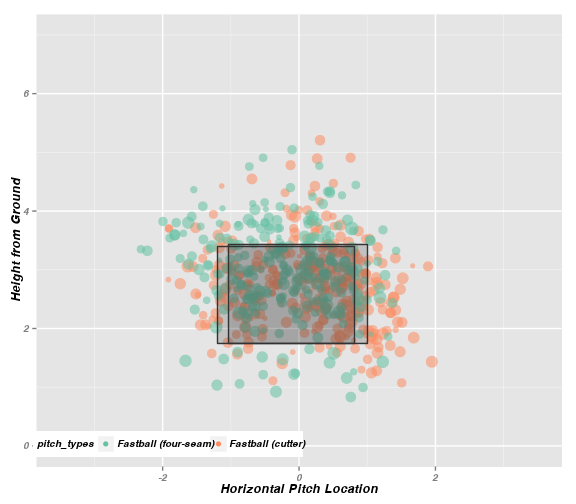 6
4
2
0
Height from Ground
pitch_types Fastball (four-seam) Fastball (cutter)
-2 0 2
Horizontal Pitch Location